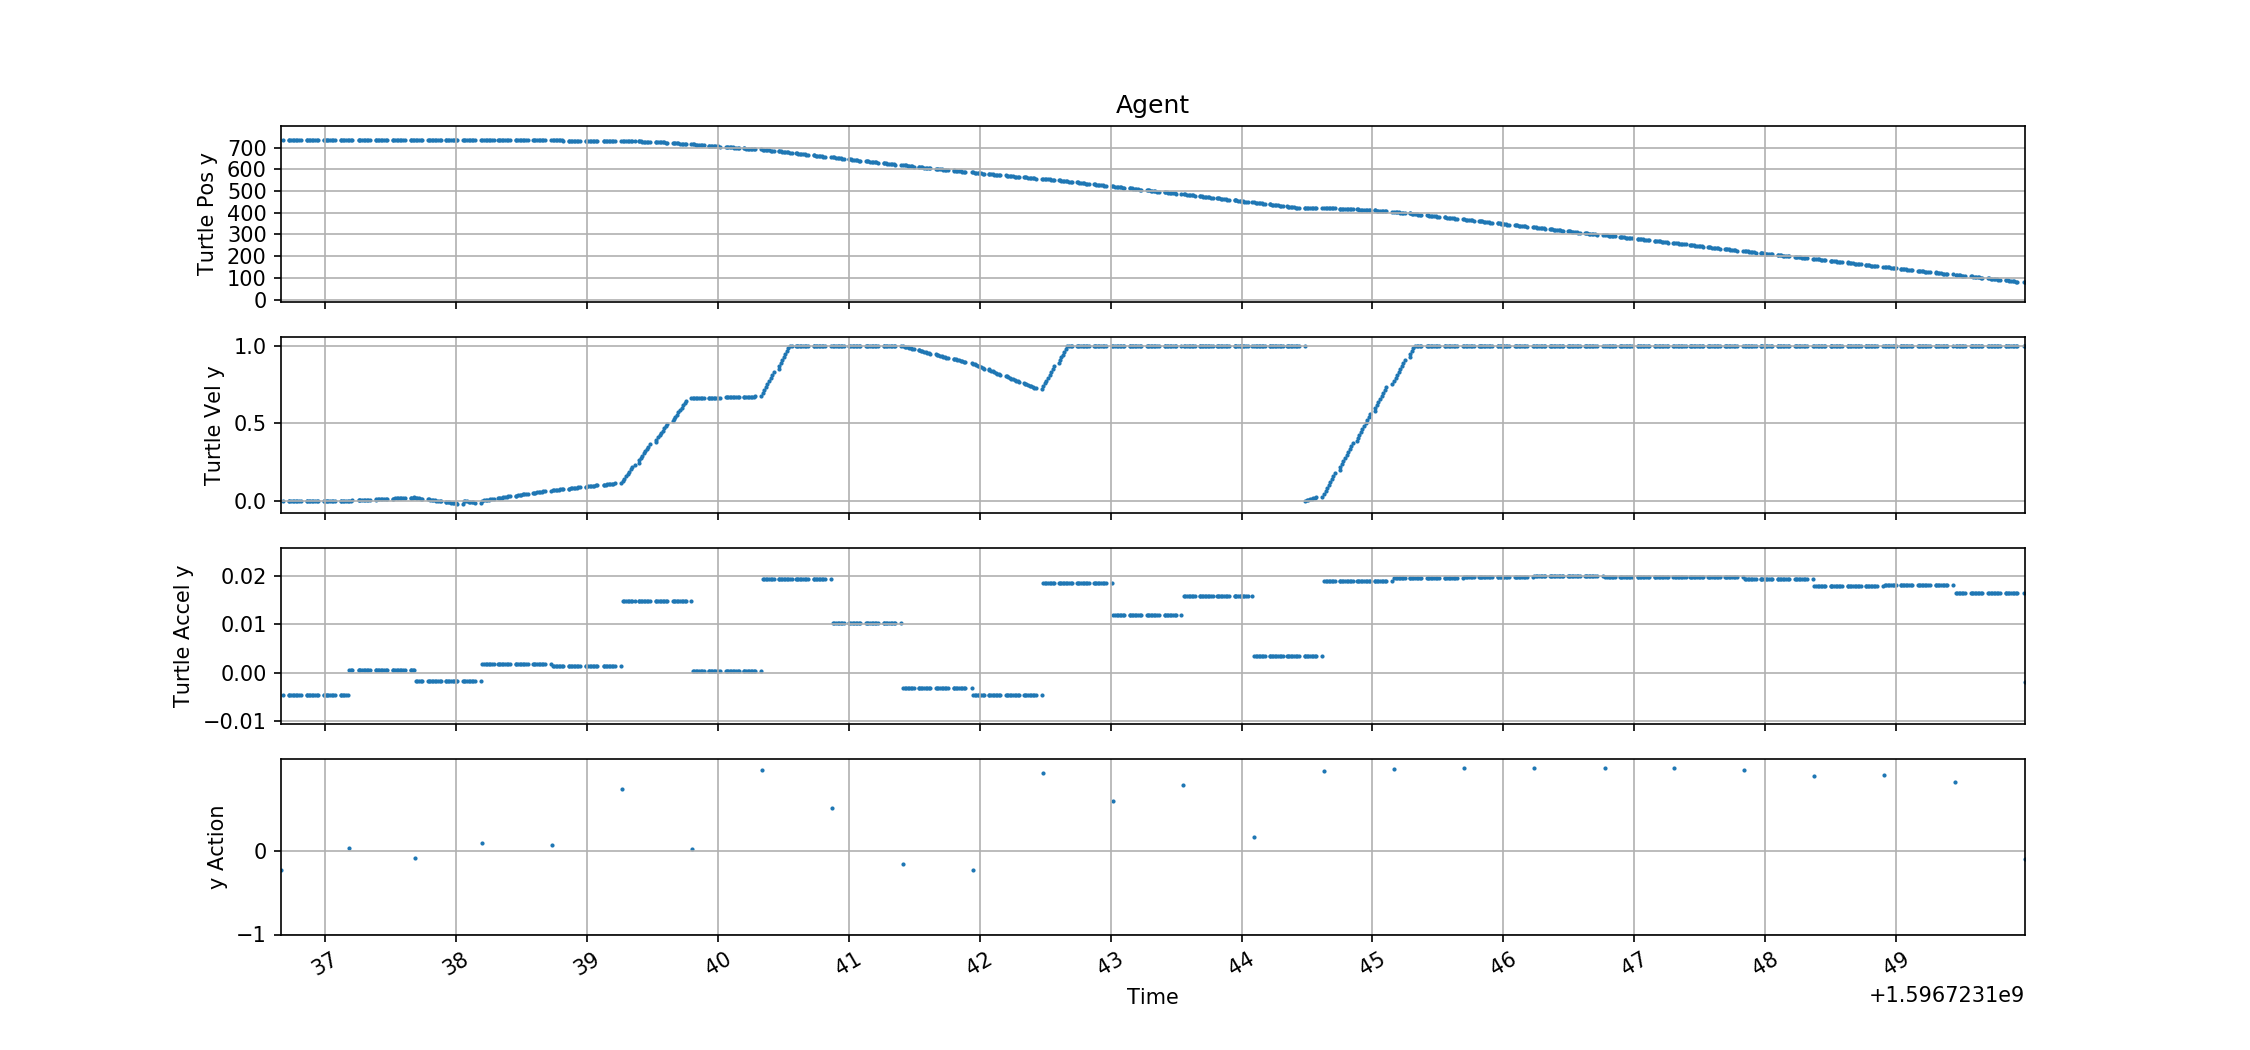 Agent
Turtle Pos y
700
600
500
400
300
200
100
0
Turtle Vel y
1.0
0.5
0.0
Turtle Accel y
0.02
0.01
0.00
−0.01
y Action
0
−1
37 38 39 40 41 42 43 44 45 46 47 48 49
Time
+1.5967231e9